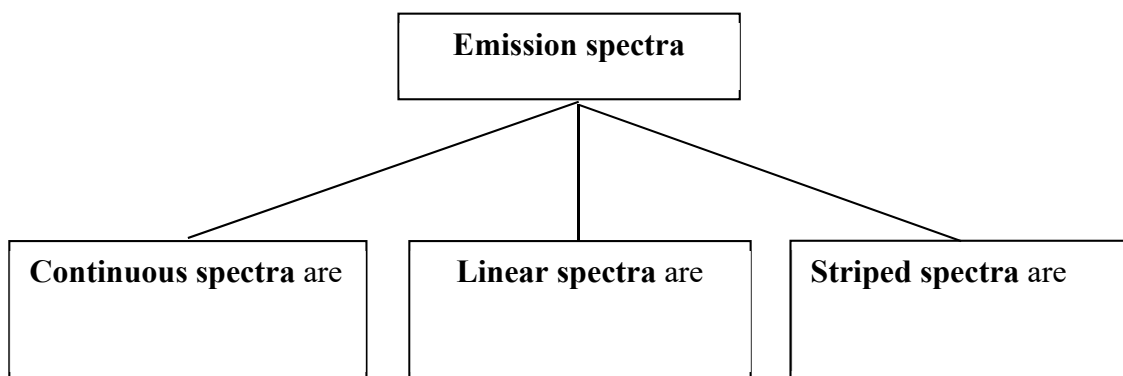 Emission spectra
Continuous spectra are
Linear spectra are
Striped spectra are